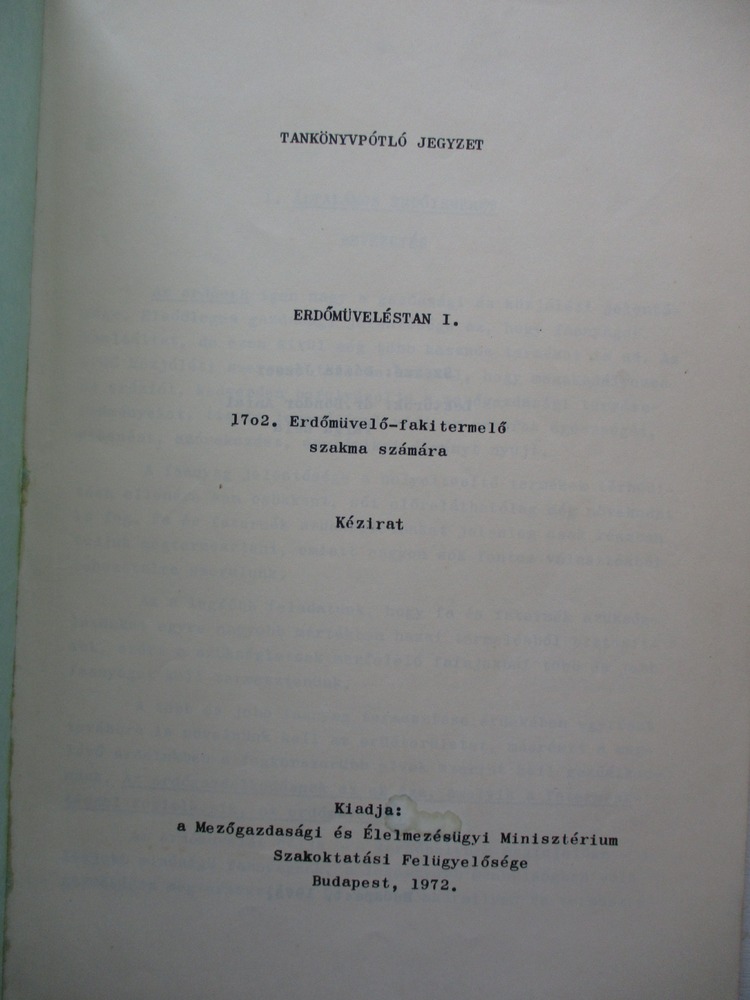 TANKÖNYVPÓTLÓ JEGYZET
ERDŐMÜVELÉSTAN I.
17o2. Erdőmüvelő-fakitermelő
szakma számára
Kézirat
Kiadja:
a Mezőgazdasági és Élelmezésügyi Minisztérium
Szakoktatási Felügyelősége
Budapest, 1972.